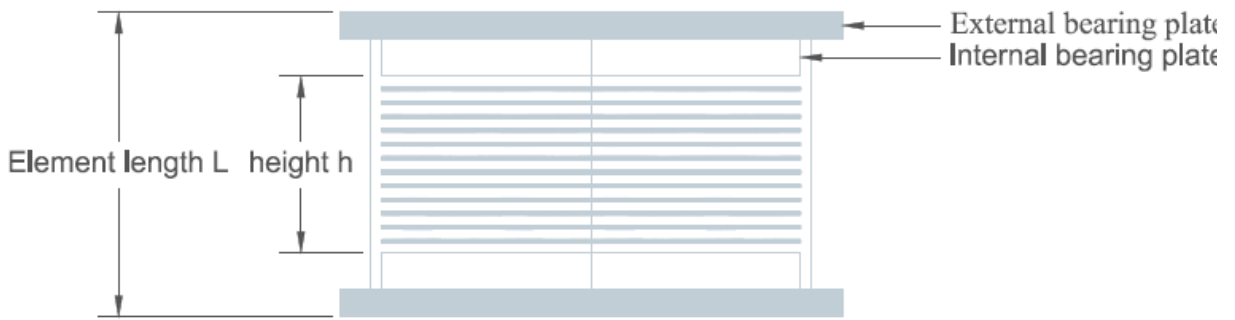 External bearing plate
Internal bearing plate
Element length L
height h